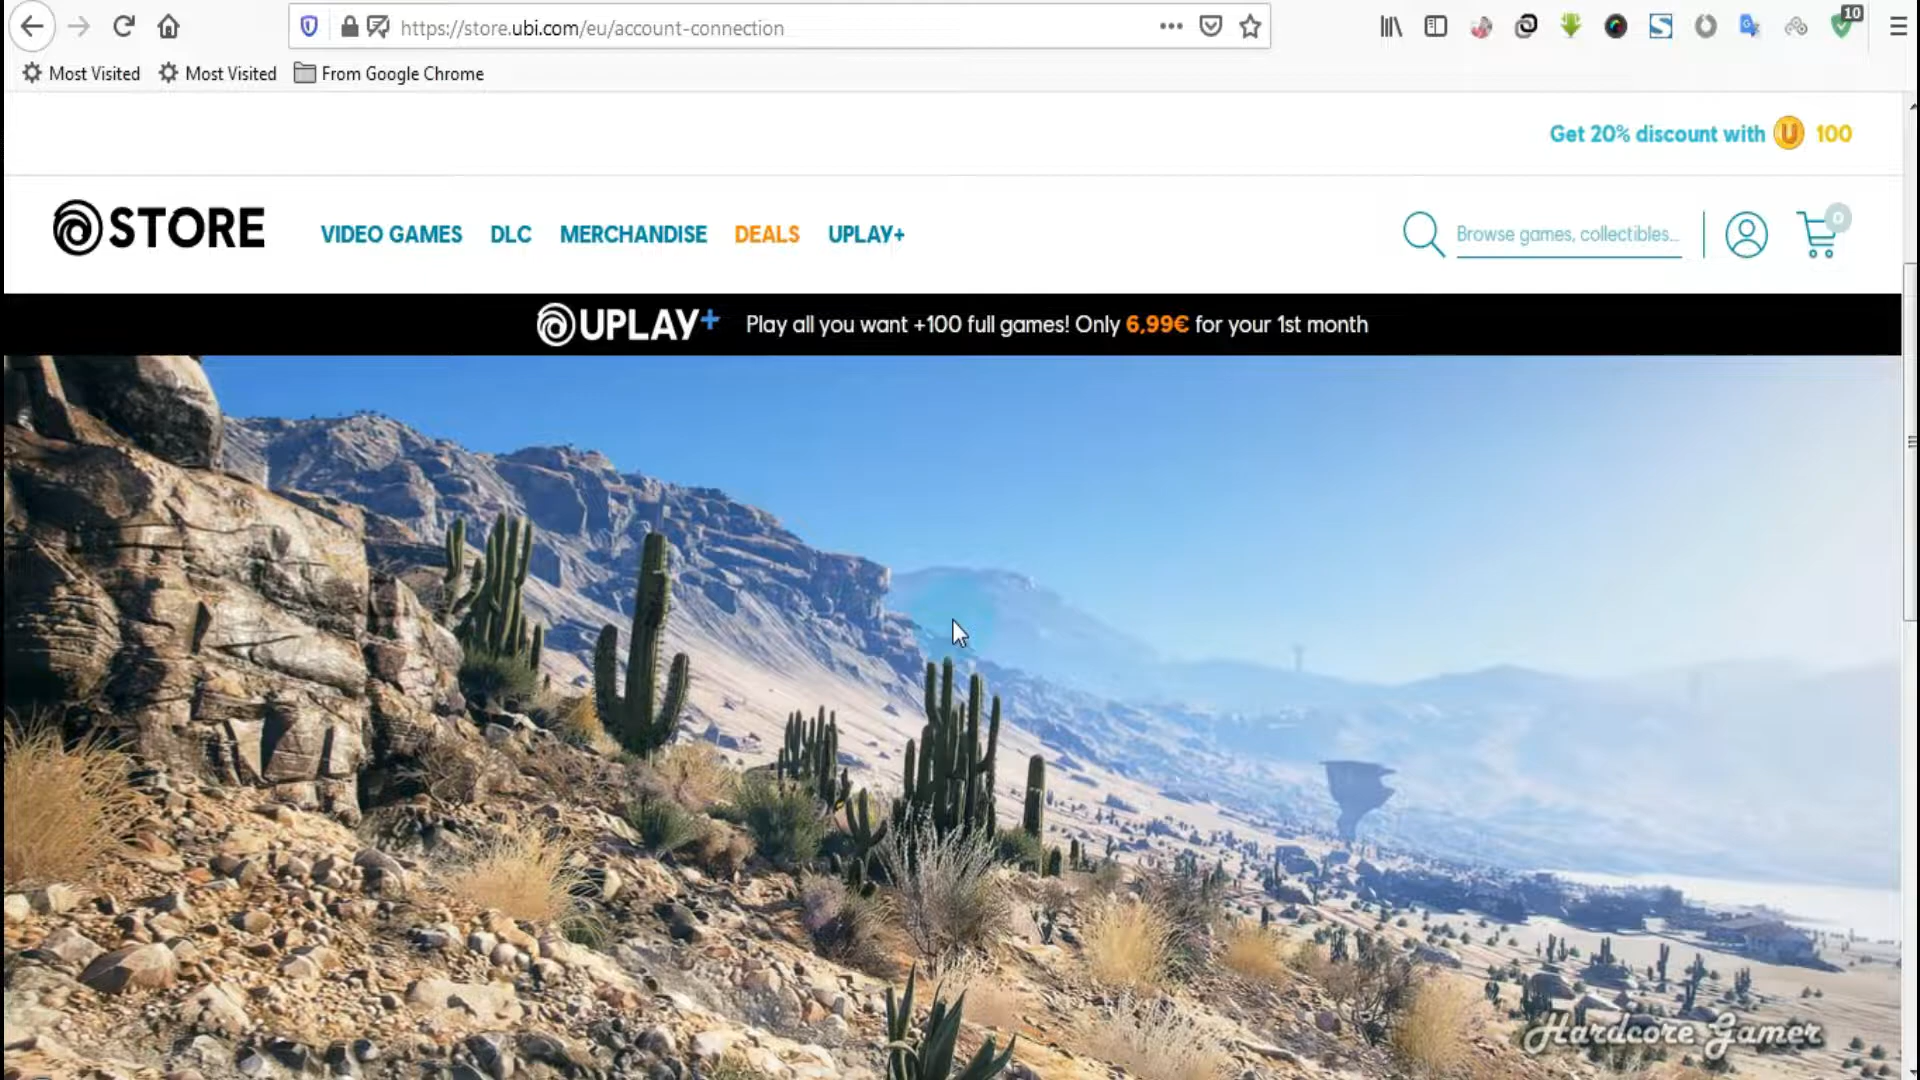 https://store.ubi.com/eu/account-connection
10
Most Visited
Most Visited
From Google Chrome
Get 20% discount with U 100
STORE
VIDEO GAMES
DLC
MERCHANDISE
DEALS
UPLAY+
Browse games, collectibles...
0
UPLAY+ Play all you want +100 full games! Only 6,99€ for your 1st month
Hardcore Gamer